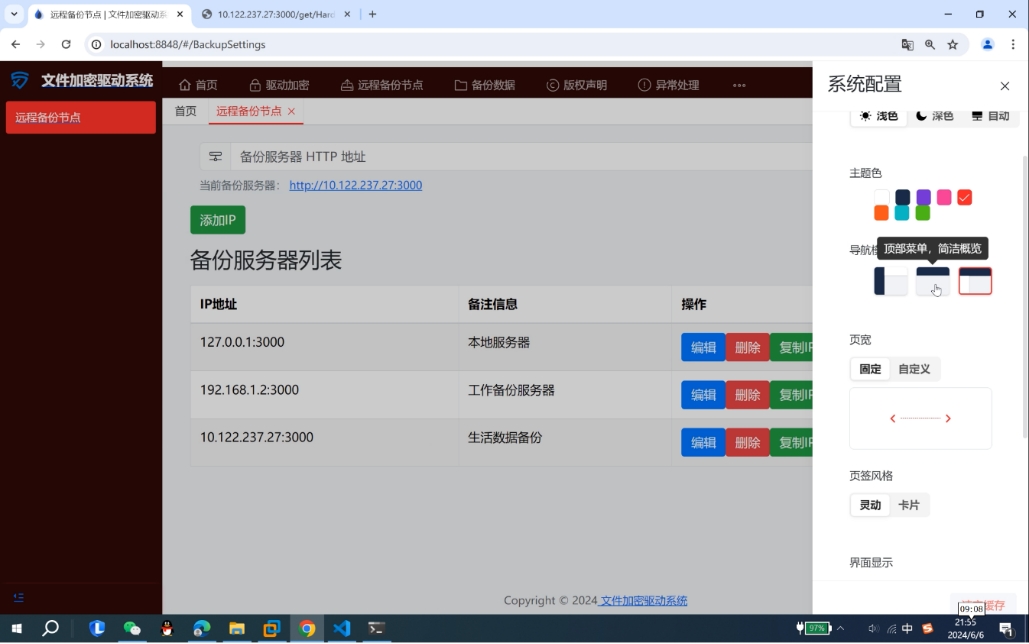 远程备份节点 | 文件加密驱动系
10.122.237.27:3000/get/Hard
localhost:8848/#/BackupSettings
文件加密驱动系统
首页
驱动加密
远程备份节点
备份数据
版权声明
异常处理
系统配置
浅色
深色
自动
远程备份节点
首页
远程备份节点
备份服务器 HTTP 地址
当前备份服务器: http://10.122.237.27:3000
添加IP
备份服务器列表
IP地址 备注信息 操作
127.0.0.1:3000 本地服务器 编辑 删除 复制IP
192.168.1.2:3000 工作备份服务器 编辑 删除 复制IP
10.122.237.27:3000 生活数据备份 编辑 删除 复制IP
主题色
导航
顶部菜单，简洁概览
页宽
固定 自定义
页签风格
灵动 卡片
界面显示
Copyright © 2024 文件加密驱动系统
缓存
09:08
97%
中
21:55
2024/6/6